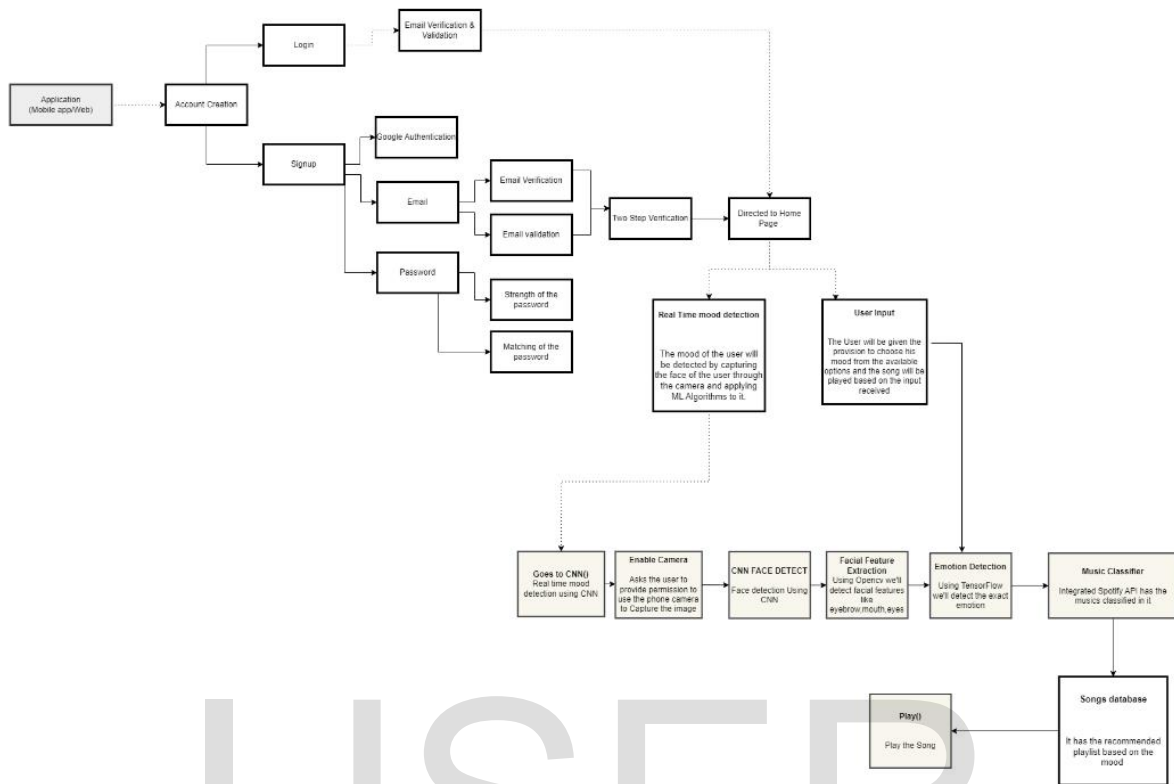 Email Verification &
Validation
Login
Application
(Mobile app/Web)
Account Creation
Google Authentication
Signup
Email Verification
Email
Two Step Verification
Directed to Home
Page
Email validation
Password
Strength of the
password
Matching of the
password
Real Time mood detection
The mood of the user will
be detected by capturing
the face of the user through
the camera and applying
ML Algorithms to it.
User Input
The User will be given the
provision to choose his
mood from the available
options and the song will be
played based on the input
received
Goes to CNN()
Real time mood
detection using CNN
Enable Camera
Asks the user to
provide permission to
use the phone camera
to Capture the image
CNN FACE DETECT
Face detection Using
CNN
Facial Feature
Extraction
Using Opencv we'll
detect facial features
like
eyebrow,mouth,eyes
Emotion Detection
Using TensorFlow
we'll detect the exact
emotion
Music Classifier
Integrated Spotify API has the
musics classified in it
Songs database
It has the recommended
playlist based on the
mood
Play()
Play the Song